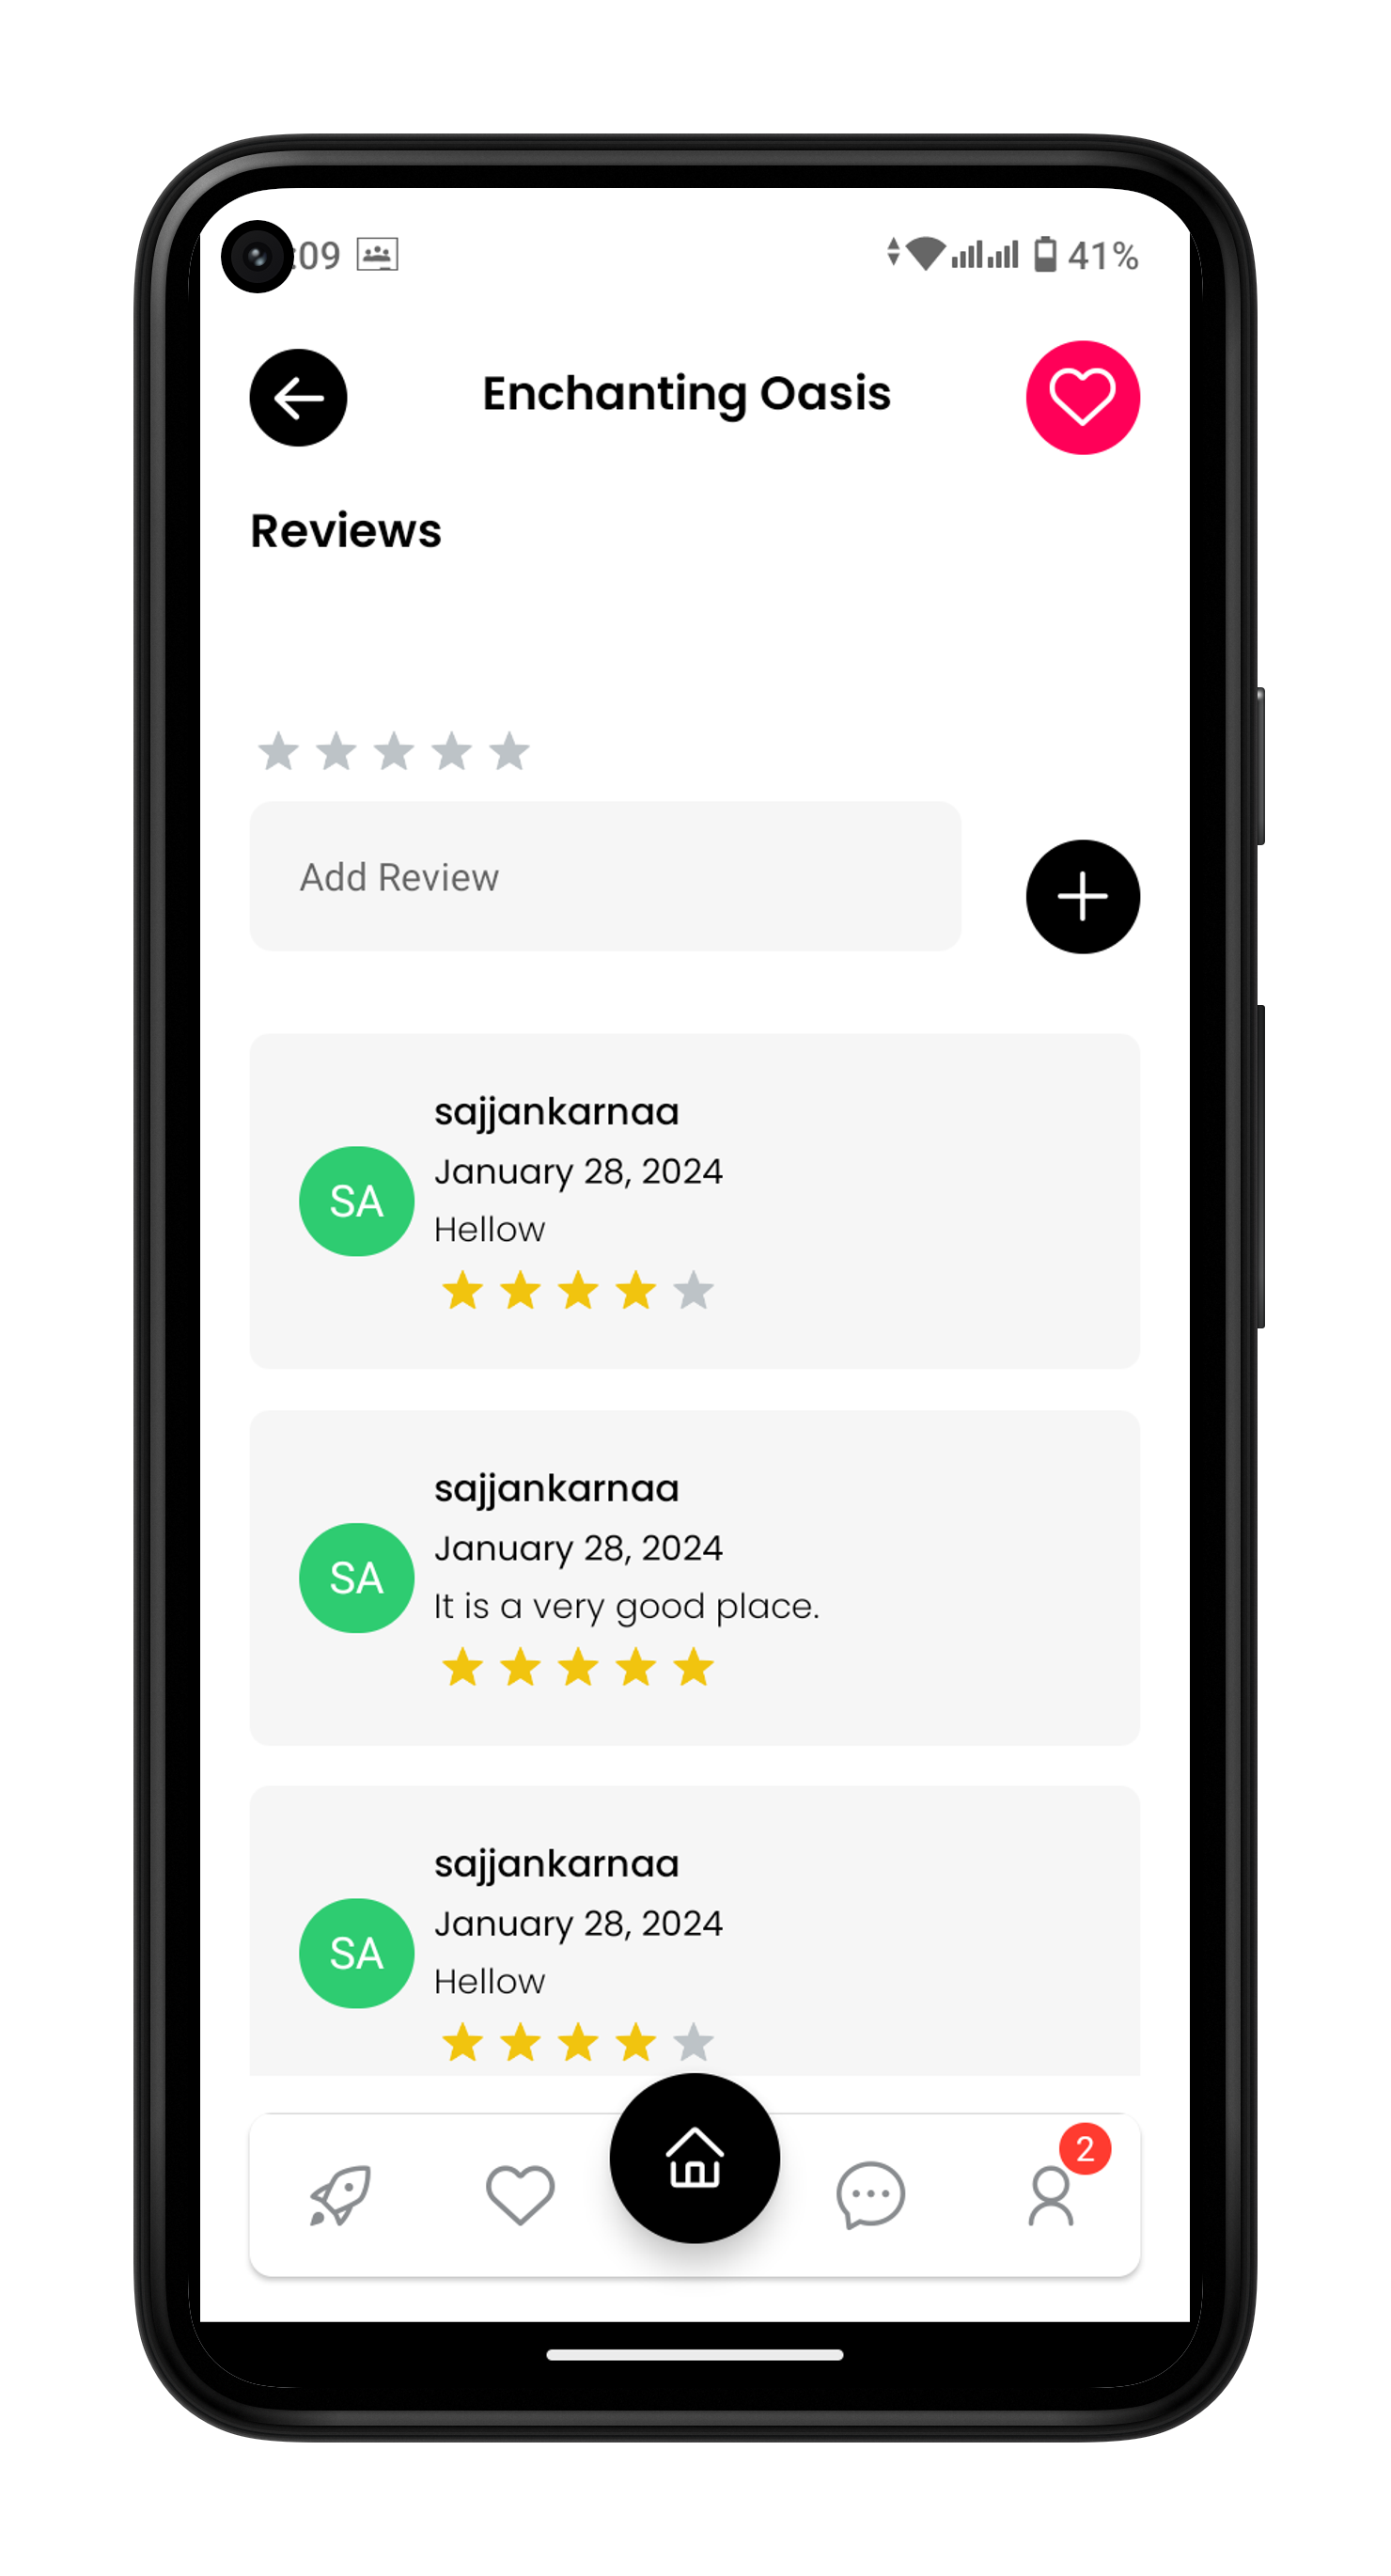 :09 41%
Enchanting Oasis
Reviews
Add Review
sajjankarnaa
January 28, 2024
SA
Hellow
sajjankarnaa
January 28, 2024
SA
It is a very good place.
sajjankarnaa
January 28, 2024
SA
Hellow
2